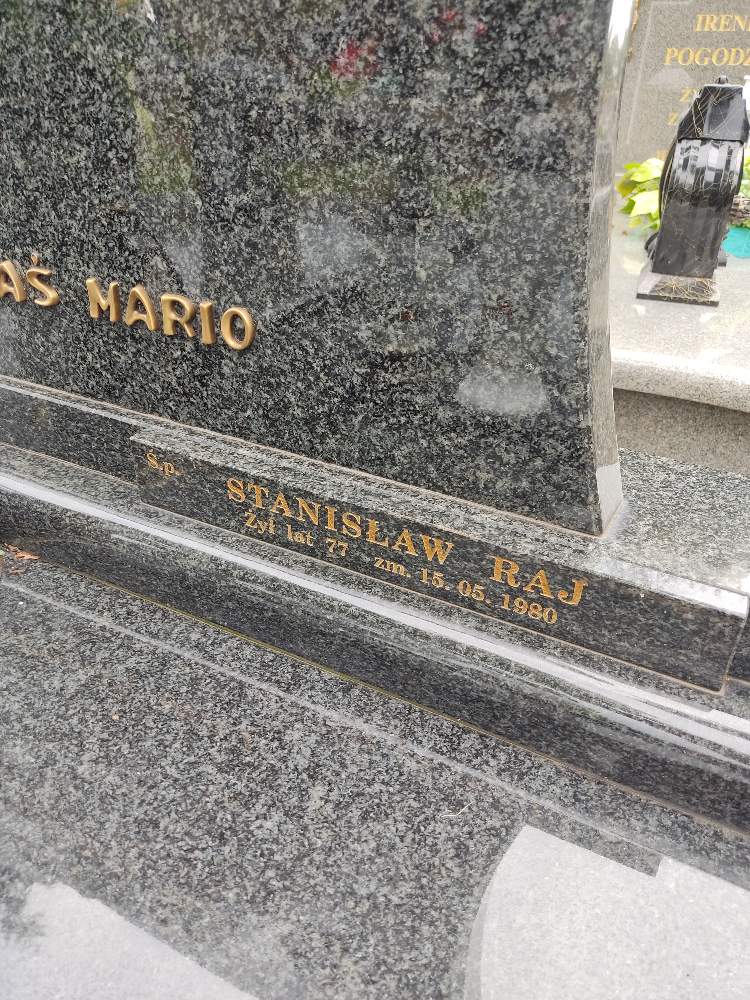 IREN
POGODZ
AŚ MARIO
Ś.p. STANISŁAW RAJ
Żył lat 77 zm. 15.05.1980